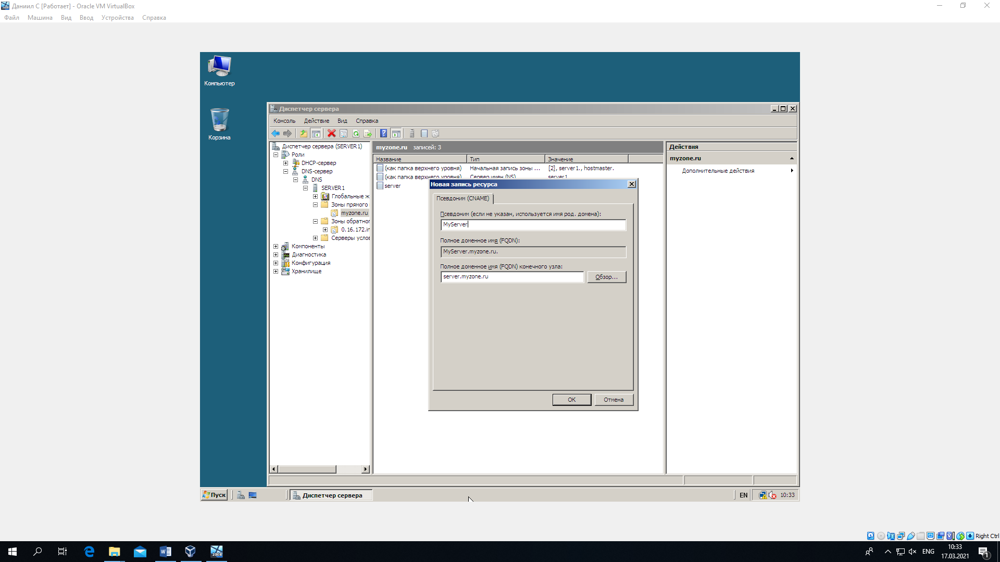 Даниил С [Работает] - Oracle VM VirtualBox
Файл Машина Вид Ввод Устройства Справка
Компьютер
Корзина
Диспетчер сервера
Консоль Действие Вид Справка
Диспетчер сервера (SERVER1)
Роли
DHCP-сервер
DNS-сервер
DNS
SERVER1
Глобальные ж
Зоны прямого
myzone.ru
Зоны обратног
0.16.172.in
Серверы усло
Компоненты
Диагностика
Конфигурация
Хранилище
myzone.ru записей: 3
Название Тип Значение
(как папка верхнего уровня) Начальная запись зоны ... [2], server1., hostmaster.
(как папка верхнего уровня) Сервер имен (NS) server1.
server
Новая запись ресурса
Псевдоним (CNAME)
Псевдоним (если не указан, используется имя род. домена):
MyServer
Полное доменное имя (FQDN):
MyServer.myzone.ru.
Полное доменное имя (FQDN) конечного узла:
server.myzone.ru
Обзор...
ОК Отмена
Действия
myzone.ru
Дополнительные действия
Пуск Диспетчер сервера EN 10:33
Right Ctrl
2008
ENG
10:33
17.03.2021
1